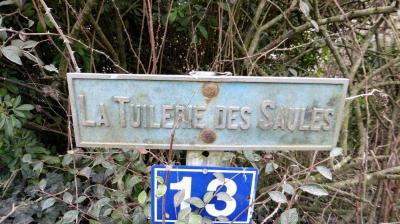 La Tuilerie des Saules
13